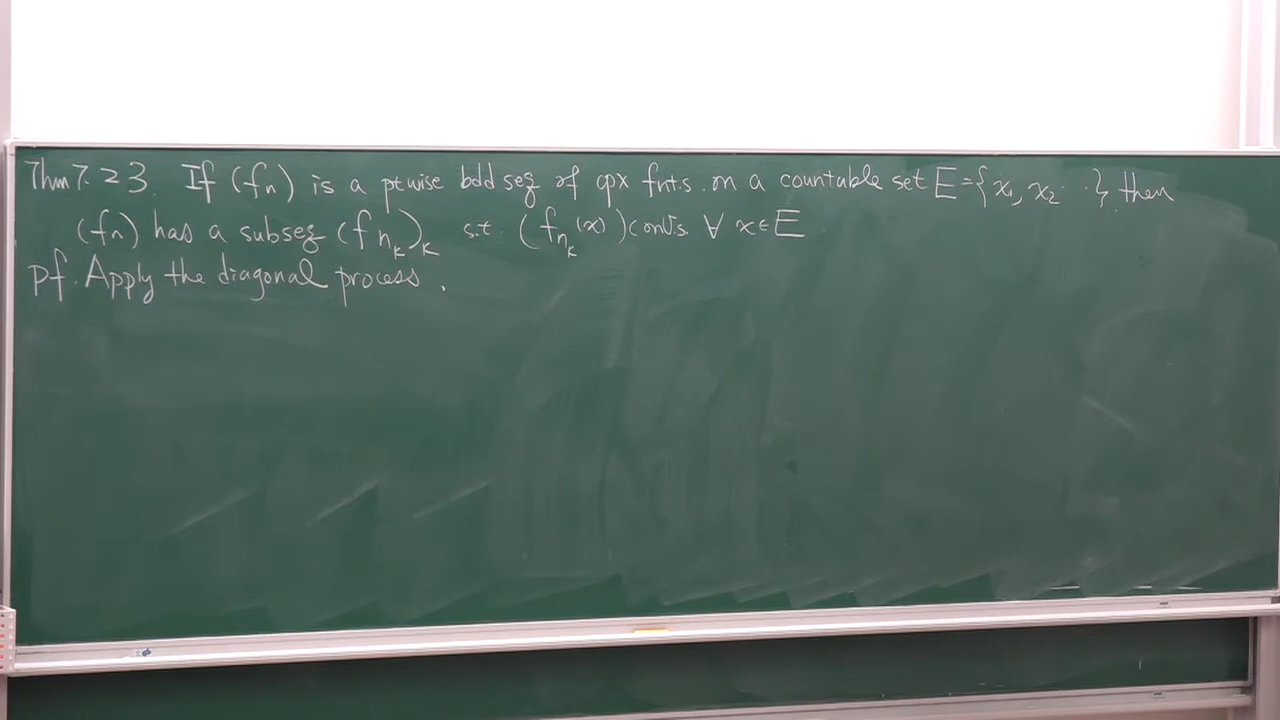 Thm 7.23. If (fn) is a ptwise bdd seq of cpx fnts. on a countable set E={x1, x2 ...} then
(fn) has a subseq (fnk)k s.t. (fnk(x)) conv's ∀ x∈E
pf. Apply the diagonal process.